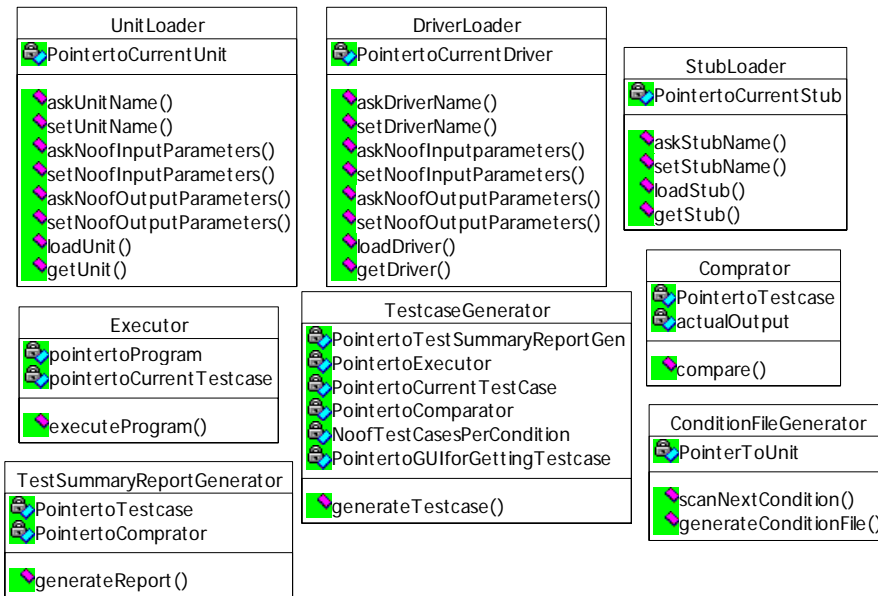 UnitLoader
PointertoCurrentUnit
askUnitName()
setUnitName()
askNoofInputParameters()
setNoofInputParameters()
askNoofOutputParameters()
setNoofOutputParameters()
loadUnit()
getUnit()
DriverLoader
PointertoCurrentDriver
askDriverName()
setDriverName()
askNoofInputparameters()
setNoofInputParameters()
askNoofOutputParameters()
setNoofOutputParameters()
loadDriver()
getDriver()
StubLoader
PointertoCurrentStub
askStubName()
setStubName()
loadStub()
getStub()
Comprator
PointertoTestcase
actualOutput
compare()
Executor
pointertoProgram
pointertoCurrentTestcase
executeProgram()
TestcaseGenerator
PointertoTestSummaryReportGen
PointertoExecutor
PointertoCurrentTestCase
PointertoComparator
NoofTestCasesPerCondition
PointertoGUIforGettingTestcase
generateTestcase()
ConditionFileGenerator
PointerToUnit
scanNextCondition()
generateConditionFile()
TestSummaryReportGenerator
PointertoTestcase
PointertoComprator
generateReport()